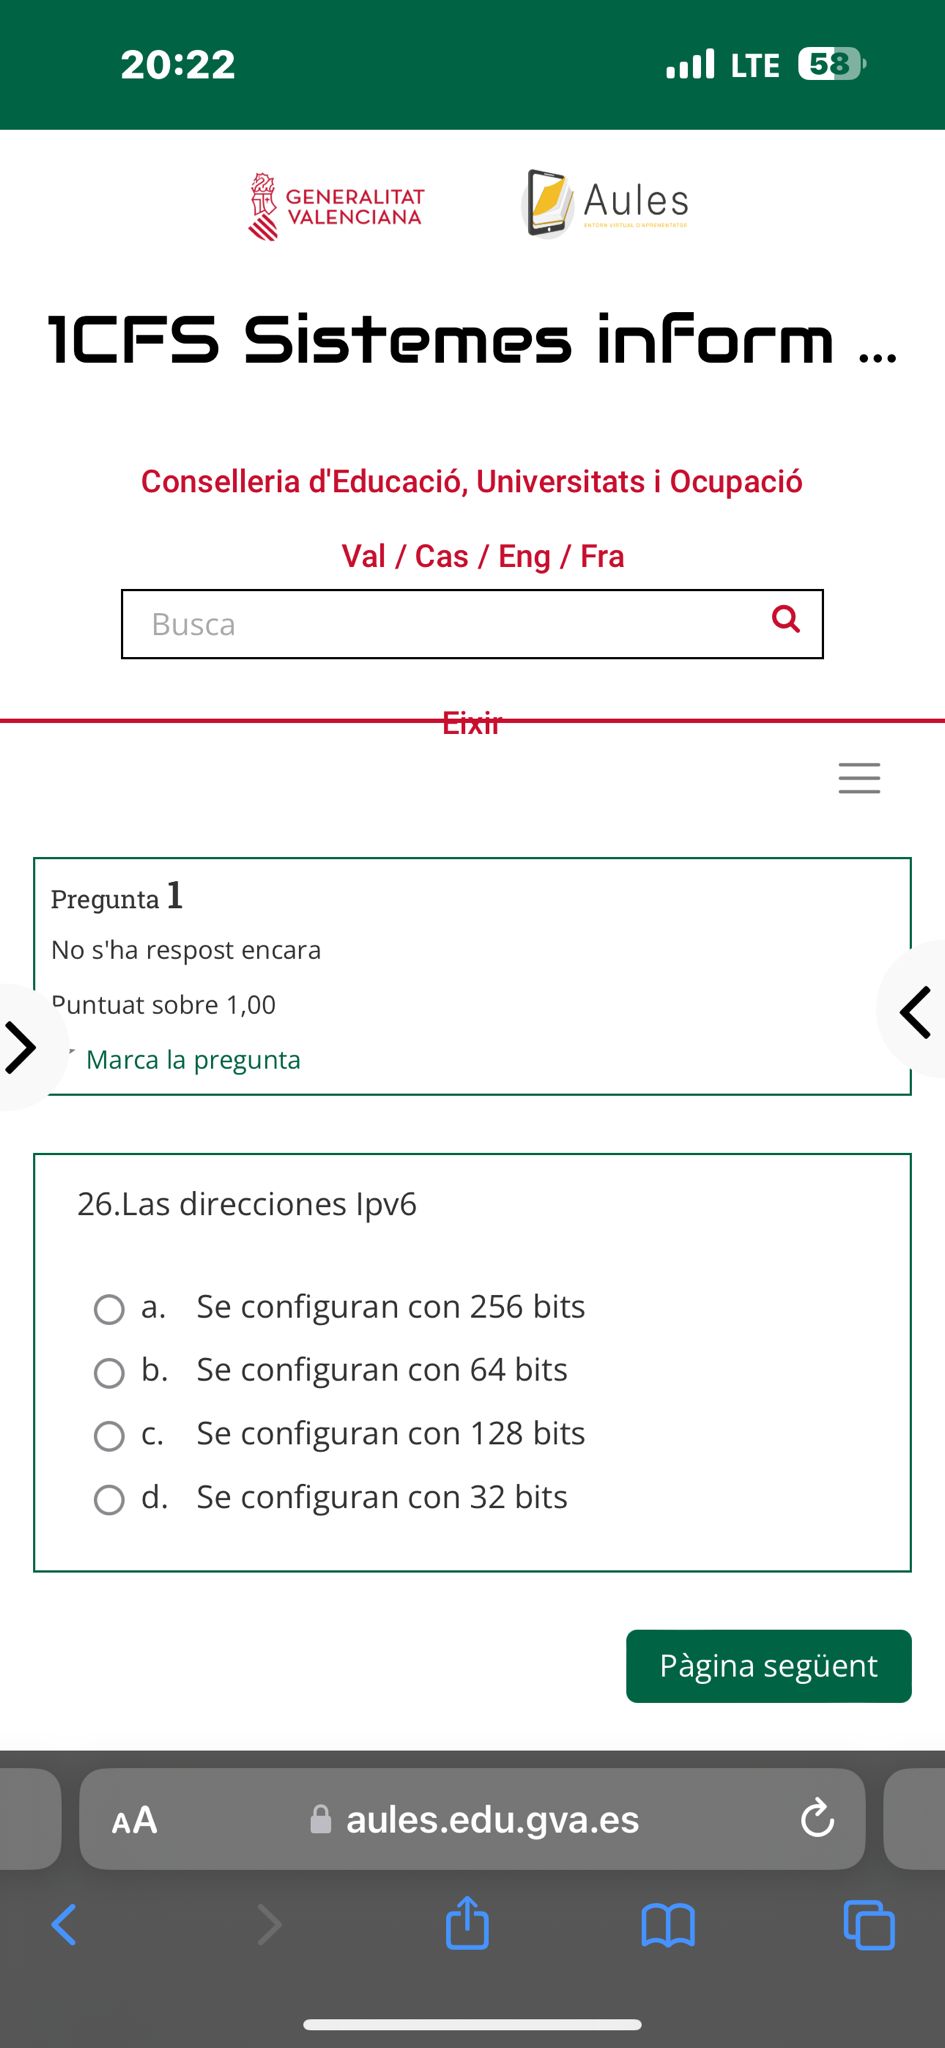 20:22
LTE 58
GENERALITAT
VALENCIANA
Aules
ENTORN VIRTUAL D'APRENENTATGE
1CFS Sistemes inform ...
Conselleria d'Educació, Universitats i Ocupació
Val / Cas / Eng / Fra
Busca
Eixir
Pregunta 1
No s'ha respost encara
Puntuat sobre 1,00
Marca la pregunta
26.Las direcciones Ipv6
a. Se configuran con 256 bits
b. Se configuran con 64 bits
c. Se configuran con 128 bits
d. Se configuran con 32 bits
Pàgina següent
AA aules.edu.gva.es